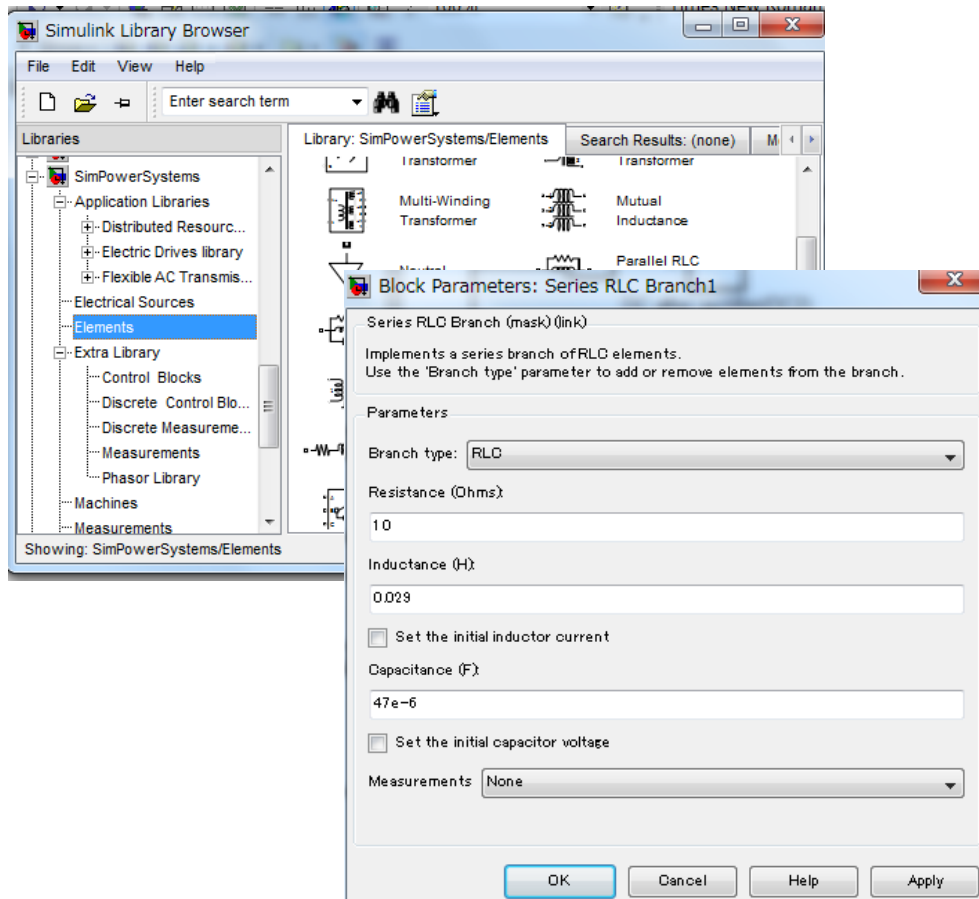 Times New Roman
Simulink Library Browser
File Edit View Help
Enter search term
Libraries
Library: SimPowerSystems/Elements
Search Results: (none)
SimPowerSystems
Application Libraries
Distributed Resourc...
Electric Drives library
Flexible AC Transmis...
Electrical Sources
Elements
Extra Library
Control Blocks
Discrete Control Blo...
Discrete Measureme...
Measurements
Phasor Library
Machines
Measurements
Transformer
Transformer
Multi-Winding
Transformer
Mutual
Inductance
Parallel RLC
Showing: SimPowerSystems/Elements
Block Parameters: Series RLC Branch1
Series RLC Branch (mask) (link)
Implements a series branch of RLC elements.
Use the 'Branch type' parameter to add or remove elements from the branch.
Parameters
Branch type: RLC
Resistance (Ohms):
10
Inductance (H):
0.029
Set the initial inductor current
Capacitance (F):
47e-6
Set the initial capacitor voltage
Measurements None
OK Cancel Help Apply